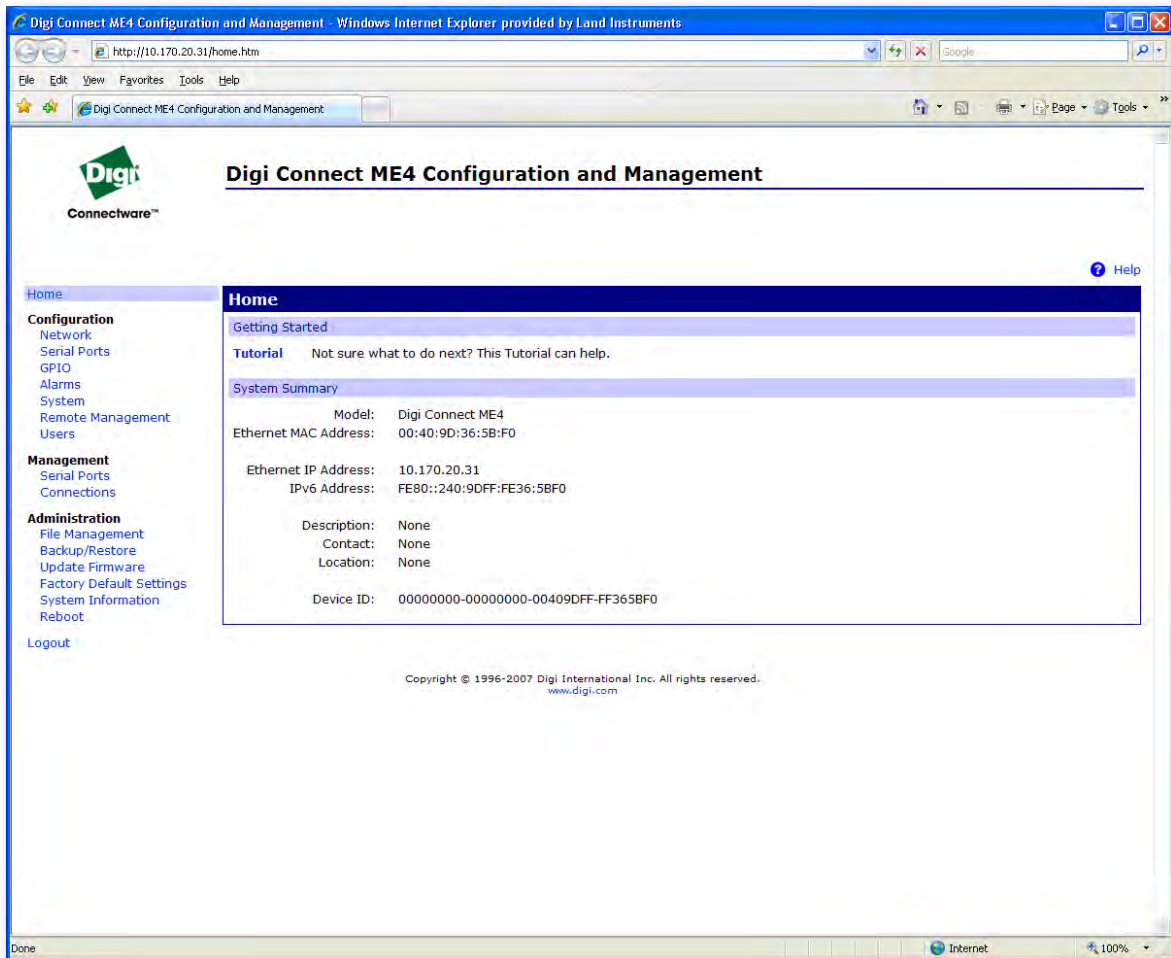 Digi Connect ME4 Configuration and Management - Windows Internet Explorer provided by Land Instruments
http://10.170.20.31/home.htm
Google
File Edit View Favorites Tools Help
Digi Connect ME4 Configuration and Management
Page Tools »
Digi
Connectware™
Digi Connect ME4 Configuration and Management
? Help
Home
Configuration
Network
Serial Ports
GPIO
Alarms
System
Remote Management
Users
Management
Serial Ports
Connections
Administration
File Management
Backup/Restore
Update Firmware
Factory Default Settings
System Information
Reboot
Logout
Home
Getting Started
Tutorial Not sure what to do next? This Tutorial can help.
System Summary
Model: Digi Connect ME4
Ethernet MAC Address: 00:40:9D:36:5B:F0
Ethernet IP Address: 10.170.20.31
IPv6 Address: FE80::240:9DFF:FE36:5BF0
Description: None
Contact: None
Location: None
Device ID: 00000000-00000000-00409DFF-FF365BF0
Copyright © 1996-2007 Digi International Inc. All rights reserved.
www.digi.com
Done
Internet
100%